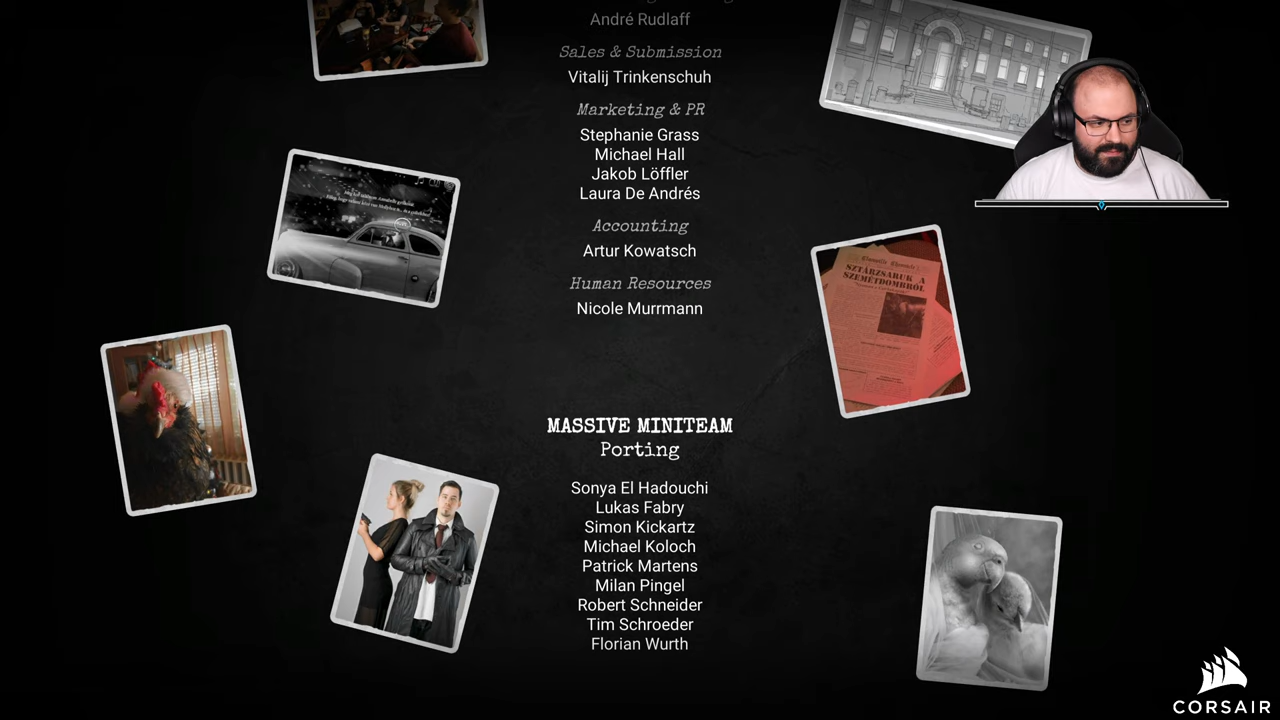 André Rudlaff
Sales & Submission
Vitalij Trinkenschuh
Marketing & PR
Stephanie Grass
Michael Hall
Jakob Löffler
Laura De Andrés
Accounting
Artur Kowatsch
Human Resources
Nicole Murrmann
SZTÁRZSARUK A
SZEMÉTDOMBRÓL
MASSIVE MINITEAM
Porting
Sonya El Hadouchi
Lukas Fabry
Simon Kickartz
Michael Koloch
Patrick Martens
Milan Pingel
Robert Schneider
Tim Schroeder
Florian Wurth
CORSAIR